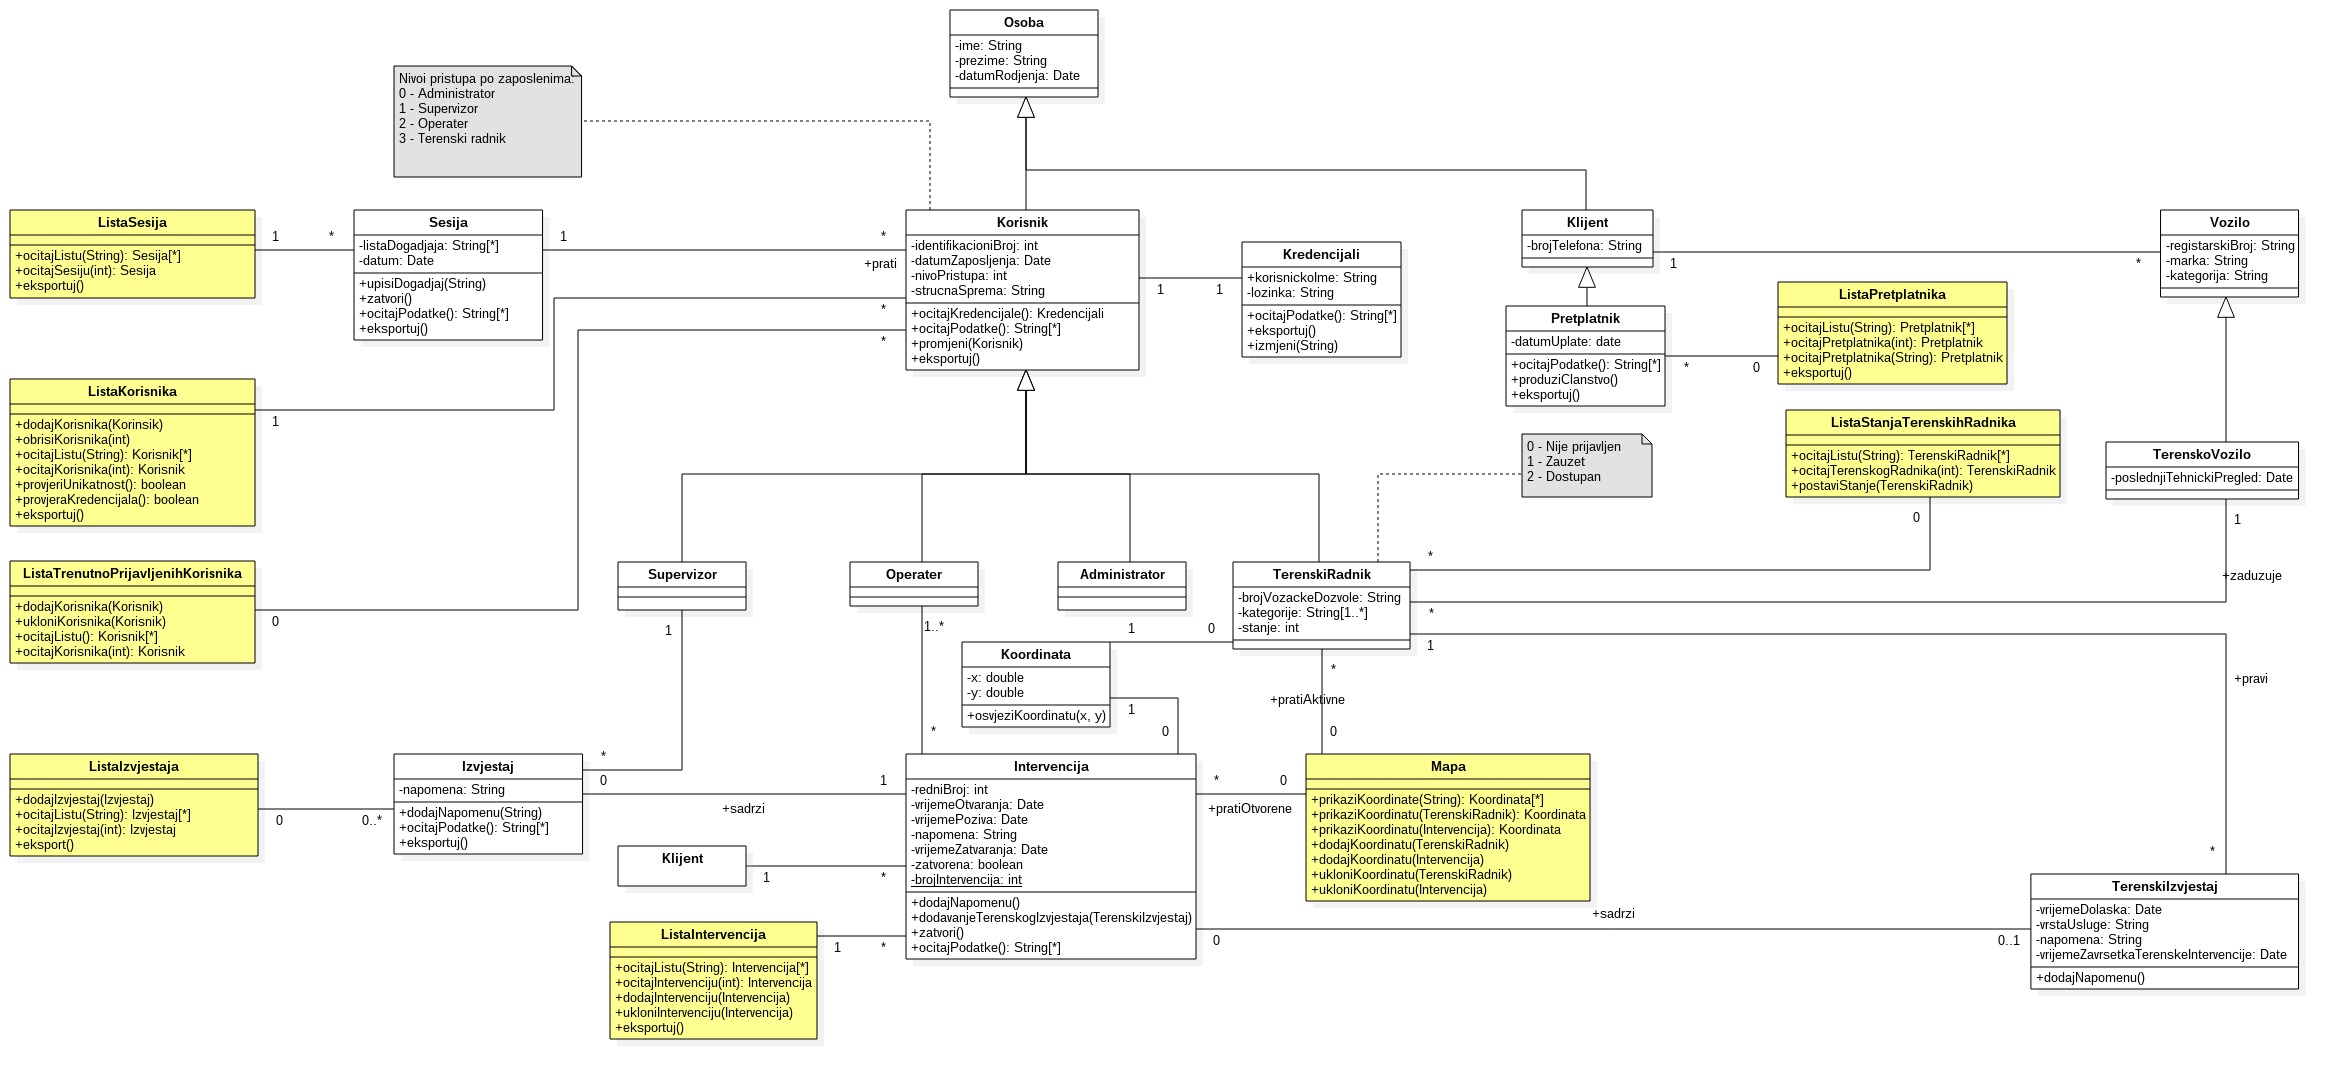 Osoba
-ime: String
-prezime: String
-datumRodjenja: Date
Nivoi pristupa po zaposlenima:
0 - Administrator
1 - Supervizor
2 - Operater
3 - Terenski radnik
ListaSesija
+ocitajListu(String): Sesija[*]
+ocitajSesiju(int): Sesija
+eksportuj()
1
*
Sesija
-listaDogadjaja: String[*]
-datum: Date
+upisiDogadjaj(String)
+zatvori()
+ocitajPodatke(): String[*]
+eksportuj()
1
*
+prati
Korisnik
-identifikacioniBroj: int
-datumZaposljenja: Date
-nivoPristupa: int
-strucnaSprema: String
+ocitajKredencijale(): Kredencijali
+ocitajPodatke(): String[*]
+promjeni(Korisnik)
+eksportuj()
*
*
1
1
Kredencijali
+korisnickoIme: String
-lozinka: String
+ocitajPodatke(): String[*]
+eksportuj()
+izmjeni(String)
Klijent
-brojTelefona: String
1
*
Vozilo
-registarskiBroj: String
-marka: String
-kategorija: String
Pretplatnik
-datumUplate: date
+ocitajPodatke(): String[*]
+produziClanstvo()
+eksportuj()
*
0
ListaPretplatnika
+ocitajListu(String): Pretplatnik[*]
+ocitajPretplatnika(int): Pretplatnik
+ocitajPretplatnika(String): Pretplatnik
+eksportuj()
ListaKorisnika
+dodajKorisnika(Korinsik)
+obrisiKorisnika(int)
+ocitajListu(String): Korisnik[*]
+ocitajKorisnika(int): Korisnik
+provjeriUnikatnost(): boolean
+provjeraKredencijala(): boolean
+eksportuj()
1
0 - Nije prijavljen
1 - Zauzet
2 - Dostupan
ListaStanjaTerenskihRadnika
+ocitajListu(String): TerenskiRadnik[*]
+ocitajTerenskogRadnika(int): TerenskiRadnik
+postaviStanje(TerenskiRadnik)
0
*
TerenskoVozilo
-poslednjiTehnickiPregled: Date
1
+zaduzuje
*
ListaTrenutnoPrijavljenihKorisnika
+dodajKorisnika(Korisnik)
+ukloniKorisnika(Korisnik)
+ocitajListu(): Korisnik[*]
+ocitajKorisnika(int): Korisnik
0
Supervizor
1
Operater
1..*
Administrator
TerenskiRadnik
-brojVozackeDozvole: String
-kategorije: String[1..*]
-stanje: int
1
0
1
+pravi
*
Koordinata
-x: double
-y: double
+osvjeziKoordinatu(x, y)
1
0
*
*
+pratiAktivne
0
ListaIzvjestaja
+dodajIzvjestaj(Izvjestaj)
+ocitajListu(String): Izvjestaj[*]
+ocitajIzvjestaj(int): Izvjestaj
+eksport()
0
0..*
Izvjestaj
-napomena: String
+dodajNapomenu(String)
+ocitajPodatke(): String[*]
+eksportuj()
*
0
1
+sadrzi
Intervencija
-redniBroj: int
-vrijemeOtvaranja: Date
-vrijemePoziva: Date
-napomena: String
-vrijemeZatvaranja: Date
-zatvorena: boolean
-brojIntervencija: int
+dodajNapomenu()
+dodavanjeTerenskogIzvjestaja(TerenskiIzvjestaj)
+zatvori()
+ocitajPodatke(): String[*]
*
0
+pratiOtvorene
Mapa
+prikaziKoordinate(String): Koordinata[*]
+prikaziKoordinatu(TerenskiRadnik): Koordinata
+prikaziKoordinatu(Intervencija): Koordinata
+dodajKoordinatu(TerenskiRadnik)
+dodajKoordinatu(Intervencija)
+ukloniKoordinatu(TerenskiRadnik)
+ukloniKoordinatu(Intervencija)
Klijent
1
*
ListaIntervencija
+ocitajListu(String): Intervencija[*]
+ocitajIntervenciju(int): Intervencija
+dodajIntervenciju(Intervencija)
+ukloniIntervenciju(Intervencija)
+eksportuj()
1
*
0
+sadrzi
0..1
TerenskiIzvjestaj
-vrijemeDolaska: Date
-vrstaUsluge: String
-napomena: String
-vrijemeZavrsetkaTerenskeIntervencije: Date
+dodajNapomenu()